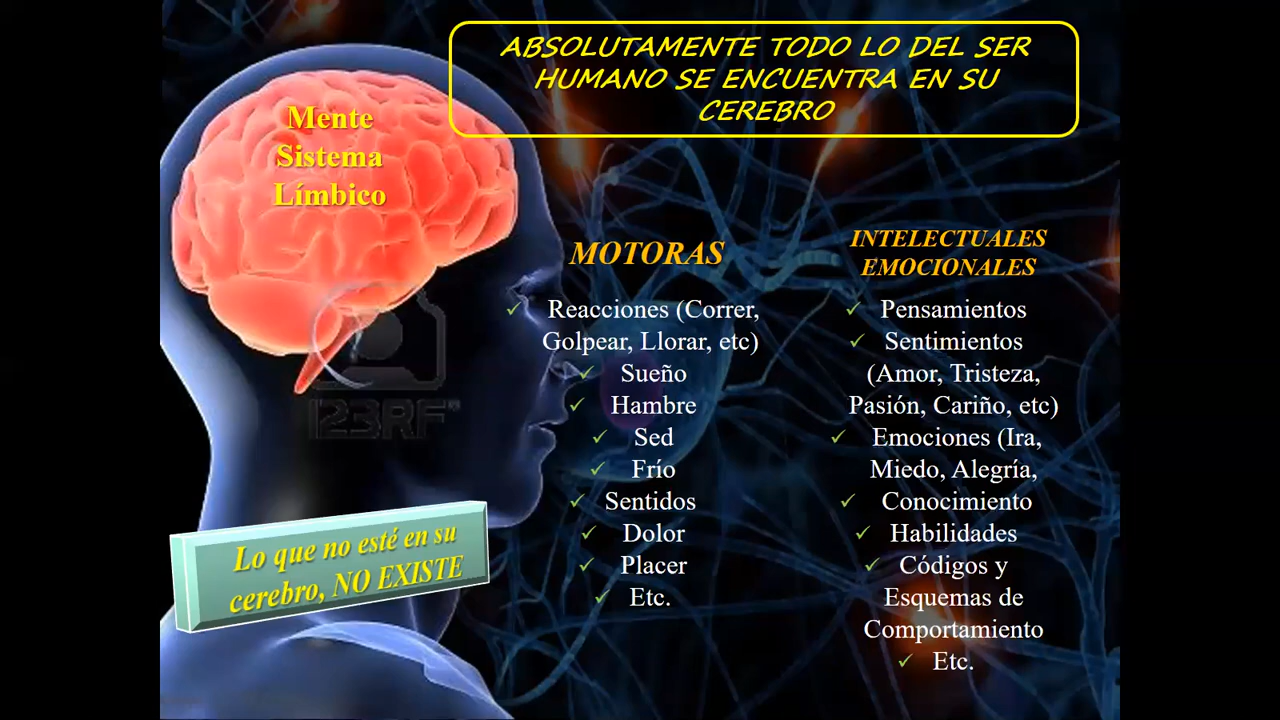 ABSOLUTAMENTE TODO LO DEL SER
HUMANO SE ENCUENTRA EN SU
CEREBRO
Mente
Sistema
Límbico
MOTORAS
Reacciones (Correr,
Golpear, Llorar, etc)
Sueño
Hambre
Sed
Frío
Sentidos
Dolor
Placer
Etc.
INTELECTUALES
EMOCIONALES
Pensamientos
Sentimientos
(Amor, Tristeza,
Pasión, Cariño, etc)
Emociones (Ira,
Miedo, Alegría,
Conocimiento
Habilidades
Códigos y
Esquemas de
Comportamiento
Etc.
123RF®
Lo que no esté en su
cerebro, NO EXISTE